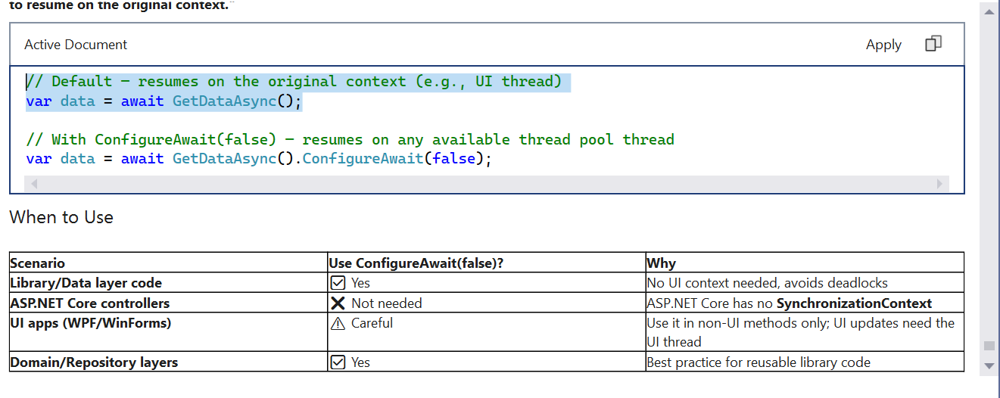 to resume on the original context."
Active Document
Apply
// Default — resumes on the original context (e.g., UI thread)
var data = await GetDataAsync();
// With ConfigureAwait(false) — resumes on any available thread pool thread
var data = await GetDataAsync().ConfigureAwait(false);
When to Use
Scenario Use ConfigureAwait(false)? Why
Library/Data layer code Yes No UI context needed, avoids deadlocks
ASP.NET Core controllers Not needed ASP.NET Core has no SynchronizationContext
UI apps (WPF/WinForms) Careful Use it in non-UI methods only; UI updates need the
UI thread
Domain/Repository layers Yes Best practice for reusable library code